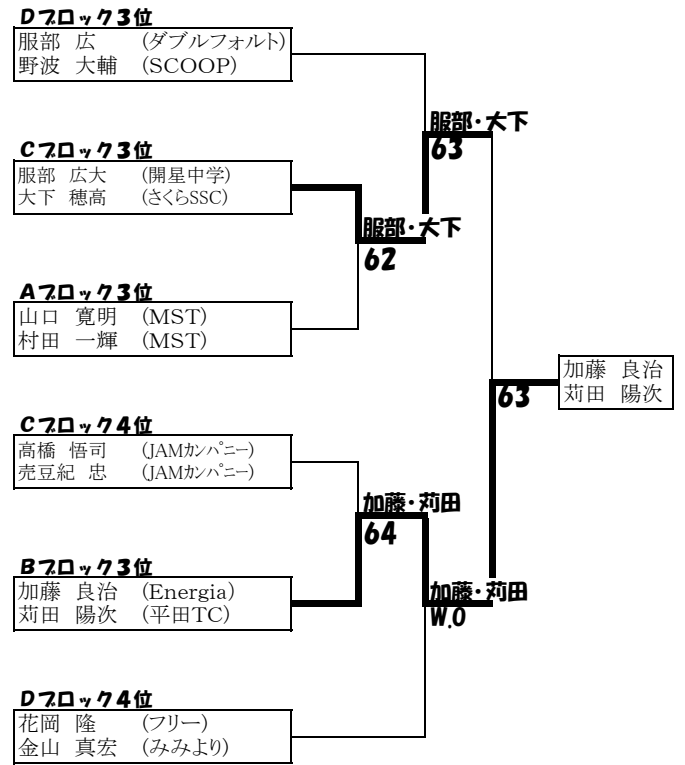 Dブロック3位
服部 広 (ダブルフォルト)
野波 大輔 (SCOOP)
服部・大下
63
Cブロック3位
服部 広大 (開星中学)
大下 穂高 (さくらSSC)
服部・大下
62
Aブロック3位
山口 寛明 (MST)
村田 一輝 (MST)
加藤 良治
苅田 陽次
63
Cブロック4位
高橋 悟司 (JAMカンパニー)
売豆紀 忠 (JAMカンパニー)
加藤・苅田
64
Bブロック3位
加藤 良治 (Energia)
苅田 陽次 (平田TC)
加藤・苅田
W.O
Dブロック4位
花岡 隆 (フリー)
金山 真宏 (みみより)